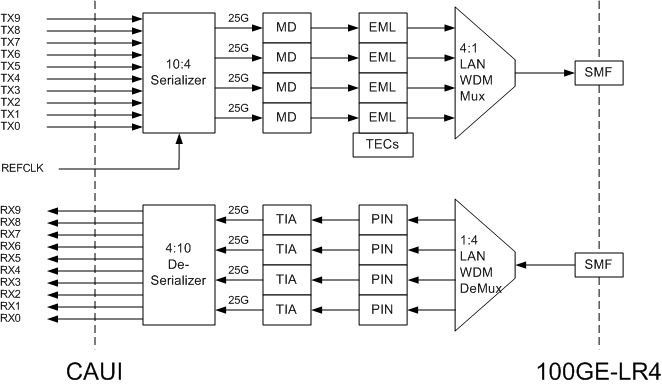 TX9
TX8
TX7
TX6
TX5
TX4
TX3
TX2
TX1
TX0
REFCLK
10:4
Serializer
25G
25G
25G
25G
MD
MD
MD
MD
EML
EML
EML
EML
TECs
4:1
LAN
WDM
Mux
SMF
RX9
RX8
RX7
RX6
RX5
RX4
RX3
RX2
RX1
RX0
4:10
De-
Serializer
25G
25G
25G
25G
TIA
TIA
TIA
TIA
PIN
PIN
PIN
PIN
1:4
LAN
WDM
DeMux
SMF
CAUI
100GE-LR4